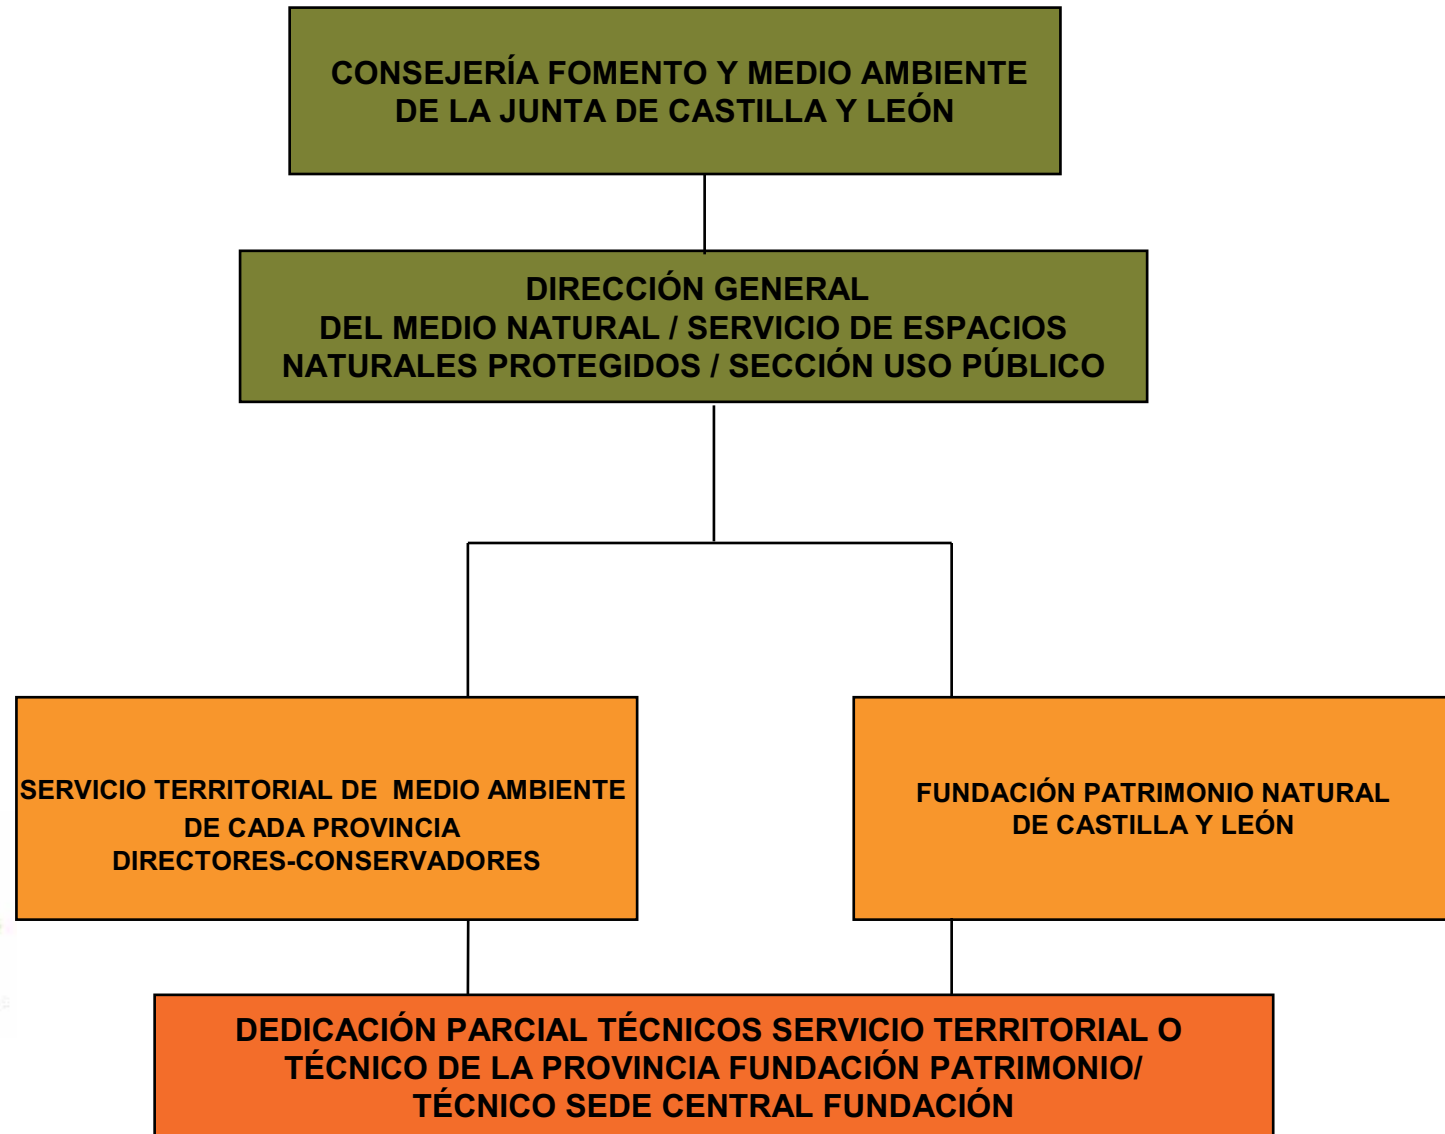 CONSEJERÍA FOMENTO Y MEDIO AMBIENTE
DE LA JUNTA DE CASTILLA Y LEÓN
DIRECCIÓN GENERAL
DEL MEDIO NATURAL / SERVICIO DE ESPACIOS
NATURALES PROTEGIDOS / SECCIÓN USO PÚBLICO
SERVICIO TERRITORIAL DE MEDIO AMBIENTE
DE CADA PROVINCIA
DIRECTORES-CONSERVADORES
FUNDACIÓN PATRIMONIO NATURAL
DE CASTILLA Y LEÓN
DEDICACIÓN PARCIAL TÉCNICOS SERVICIO TERRITORIAL O
TÉCNICO DE LA PROVINCIA FUNDACIÓN PATRIMONIO/
TÉCNICO SEDE CENTRAL FUNDACIÓN